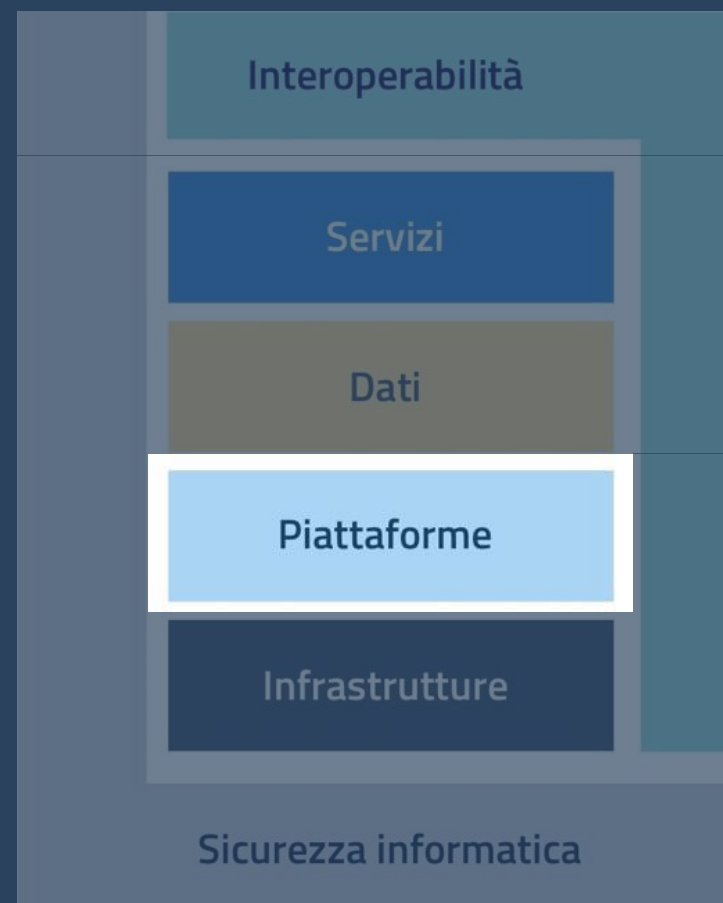 Interoperabilità
Servizi
Dati
Piattaforme
Infrastrutture
Sicurezza informatica